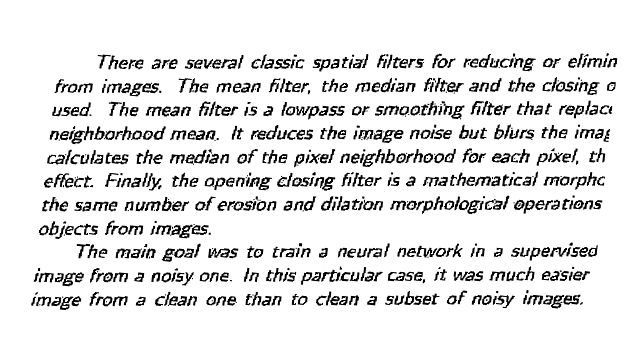 There are several classic spatial filters for reducing or elimin
from images. The mean filter, the median filter and the closing o
used. The mean filter is a lowpass or smoothing filter that replac
neighborhood mean. It reduces the image noise but blurs the imag
calculates the median of the pixel neighborhood for each pixel, th
effect. Finally, the opening closing filter is a mathematical morpho
the same number of erosion and dilation morphological operations
objects from images.
The main goal was to train a neural network in a supervised
image from a noisy one. In this particular case, it was much easier
image from a clean one than to clean a subset of noisy images.